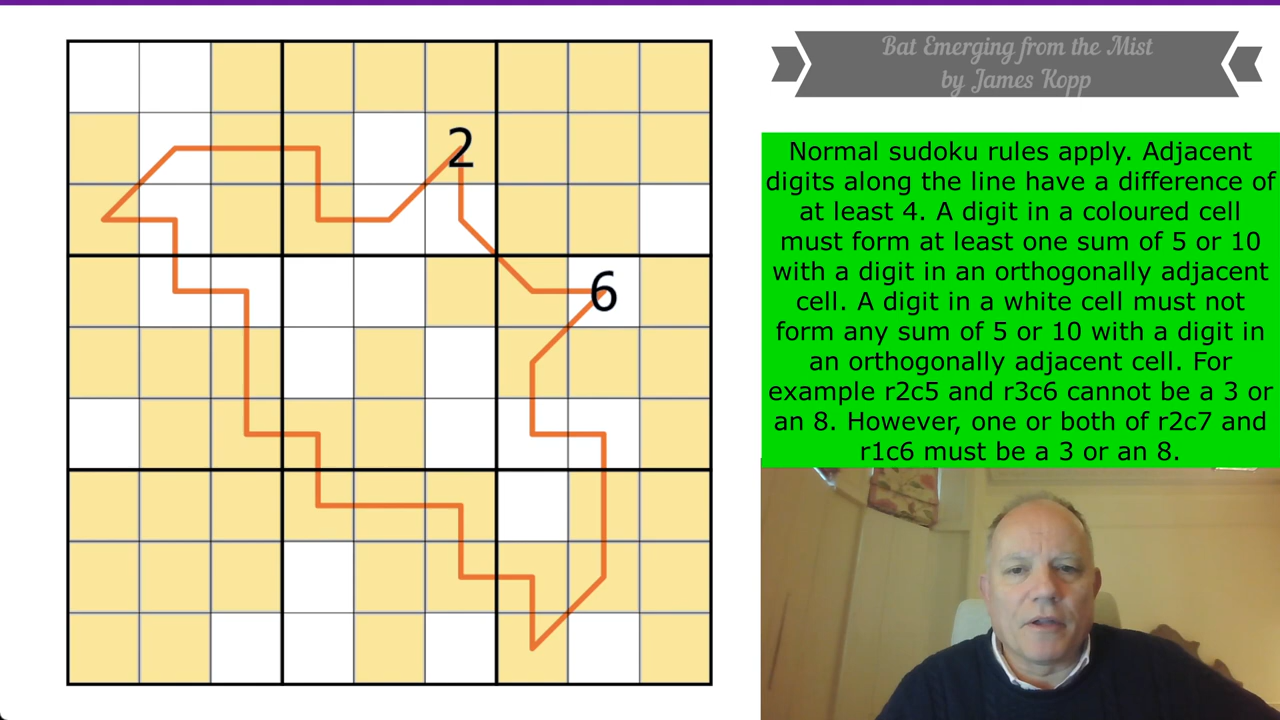 Bat Emerging from the Mist
by James Kopp
2
6
Normal sudoku rules apply. Adjacent
digits along the line have a difference of
at least 4. A digit in a coloured cell
must form at least one sum of 5 or 10
with a digit in an orthogonally adjacent
cell. A digit in a white cell must not
form any sum of 5 or 10 with a digit in
an orthogonally adjacent cell. For
example r2c5 and r3c6 cannot be a 3 or
an 8. However, one or both of r2c7 and
r1c6 must be a 3 or an 8.